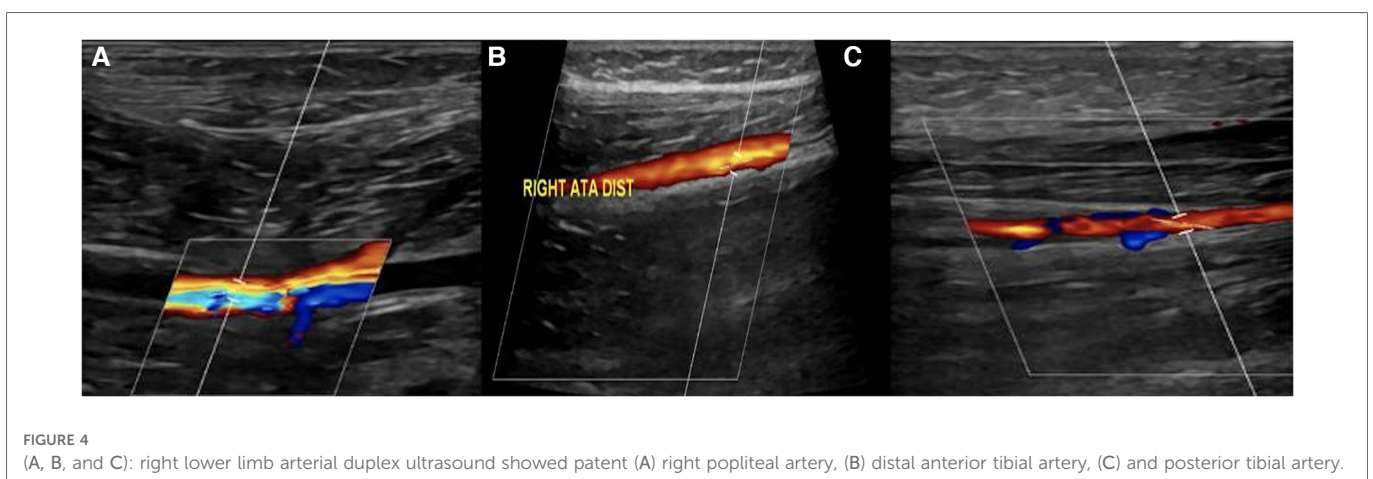 A B C
RIGHT ATA DIST
FIGURE 4
(A, B, and C): right lower limb arterial duplex ultrasound showed patent (A) right popliteal artery, (B) distal anterior tibial artery, (C) and posterior tibial artery.